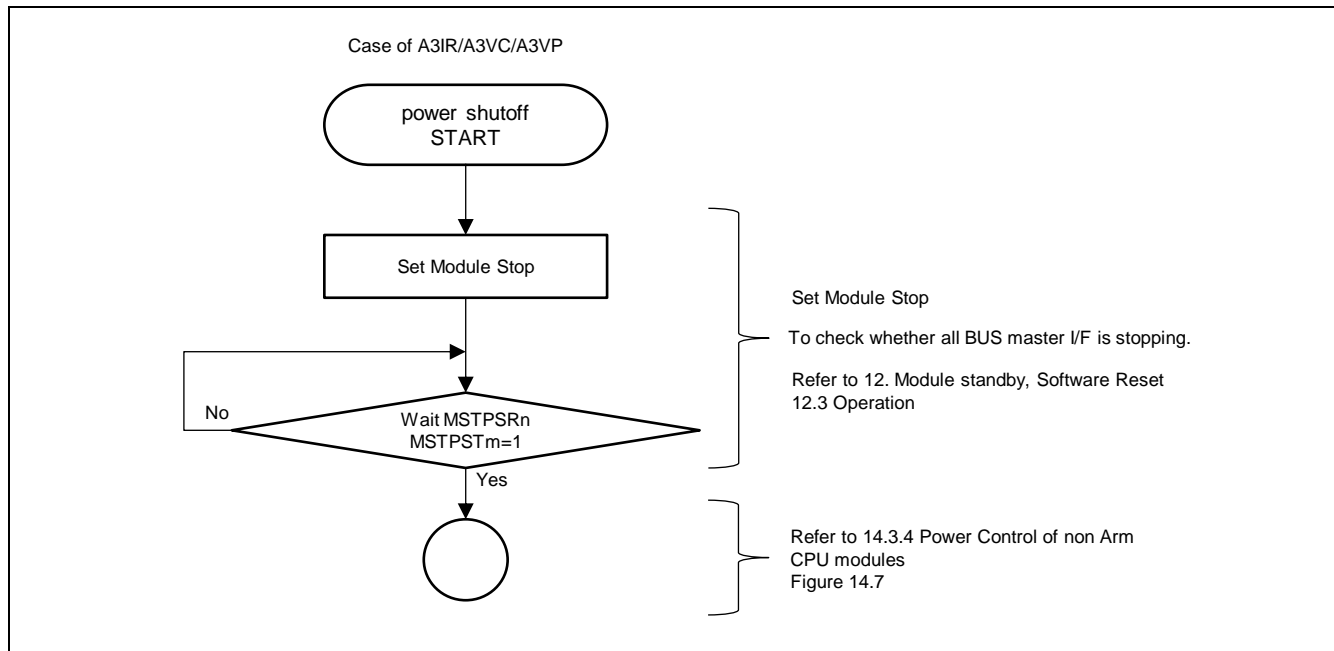 Case of A3IR/A3VC/A3VP
power shutoff
START
Set Module Stop
Set Module Stop
To check whether all BUS master I/F is stopping.
Refer to 12. Module standby, Software Reset
12.3 Operation
No
Wait MSTPSRn
MSTPSTm=1
Yes
Refer to 14.3.4 Power Control of non Arm
CPU modules
Figure 14.7